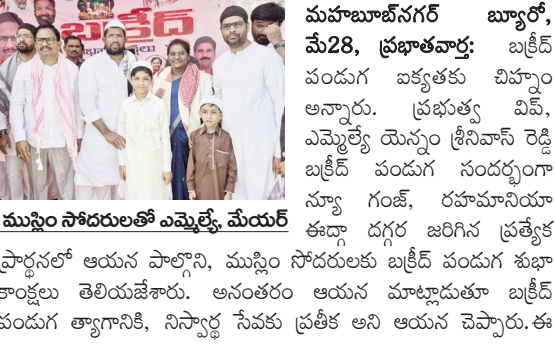 బక్రీద్
ముస్లిం సోదరులతో ఎమ్మెల్యే, మేయర్
మహబూబ్‌నగర్ బ్యూరో,
మే28, ప్రభాతవార్త: బక్రీద్
పండుగ ఐక్యతకు చిహ్నం
అన్నారు. ప్రభుత్వ విప్,
ఎమ్మెల్యే యెన్నం శ్రీనివాస్ రెడ్డి
బక్రీద్ పండుగ సందర్భంగా
న్యూ గంజ్, రహమానియా
ఈద్గా దగ్గర జరిగిన ప్రత్యేక
ప్రార్థనలో ఆయన పాల్గొని, ముస్లిం సోదరులకు బక్రీద్ పండుగ శుభా
కాంక్షలు తెలియజేశారు. అనంతరం ఆయన మాట్లాడుతూ బక్రీద్
పండుగ త్యాగానికి, నిస్వార్థ సేవకు ప్రతీక అని ఆయన చెప్పారు.ఈ